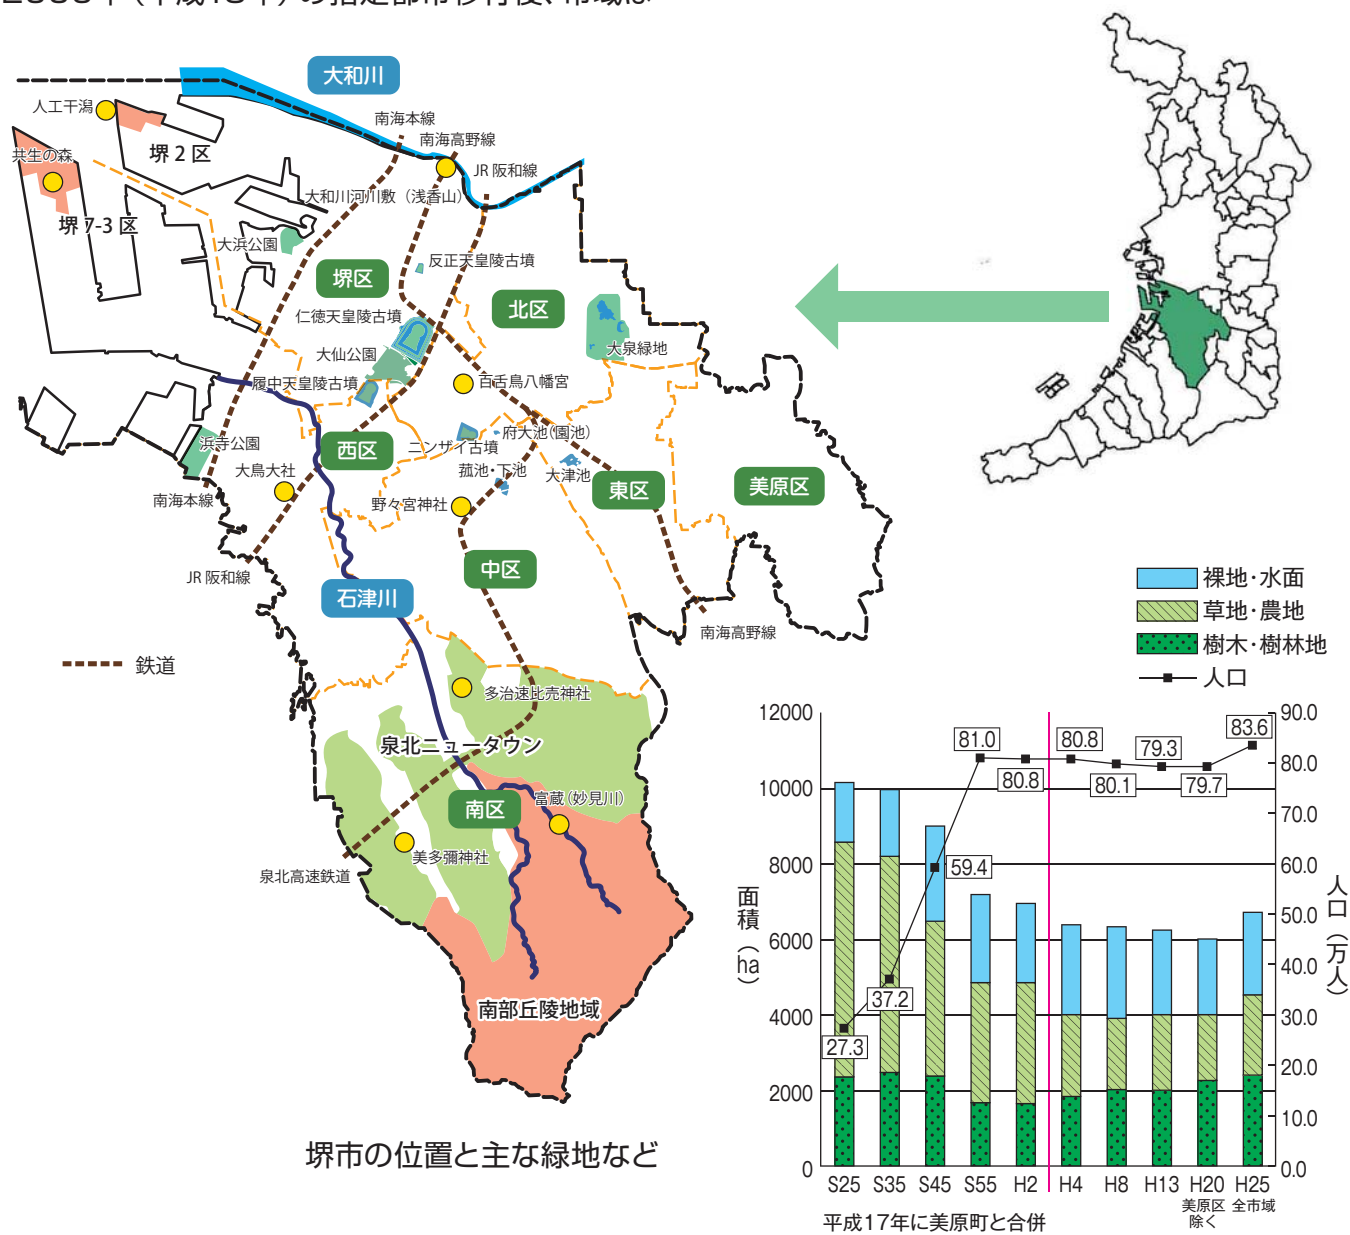 大和川
人工干潟
南海本線
南海高野線
堺2区
共生の森
JR阪和線
大和川河川敷（浅香山）
堺7-3区
大浜公園
反正天皇陵古墳
堺区
北区
仁徳天皇陵古墳
大仙公園
大泉緑地
履中天皇陵古墳
百舌鳥八幡宮
浜寺公園
西区
ニンザイ古墳
府大池(園池)
大鳥大社
菰池・下池
大津池
東区
美原区
南海本線
野々宮神社
JR阪和線
中区
石津川
南海高野線
鉄道
多治速比売神社
泉北ニュータウン
南区
富蔵(妙見川)
美多彌神社
泉北高速鉄道
南部丘陵地域
堺市の位置と主な緑地など
裸地・水面
草地・農地
樹木・樹林地
人口
12000
10000
8000
6000
4000
2000
0
面積（ha）
90.0
80.0
70.0
60.0
50.0
40.0
30.0
20.0
10.0
0.0
人口（万人）
27.3
37.2
59.4
81.0
80.8
80.8
80.1
79.3
79.7
83.6
S25 S35 S45 S55 H2 H4 H8 H13 H20 H25
美原区除く
全市域
平成17年に美原町と合併